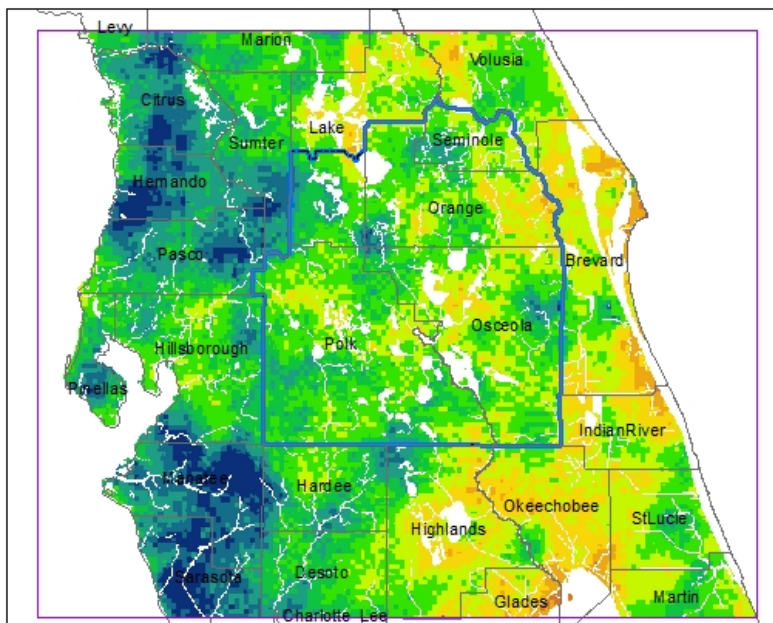 Levy
Marion
Volusia
Citrus
Lake
Sumter
Seminole
Hernando
Orange
Pasco
Brevard
Osceola
Polk
Hillsborough
Pinellas
IndianRiver
Manatee
Hardee
Okeechobee
StLucie
Highlands
Sarasota
Desoto
Glades
Martin
Charlotte Lee